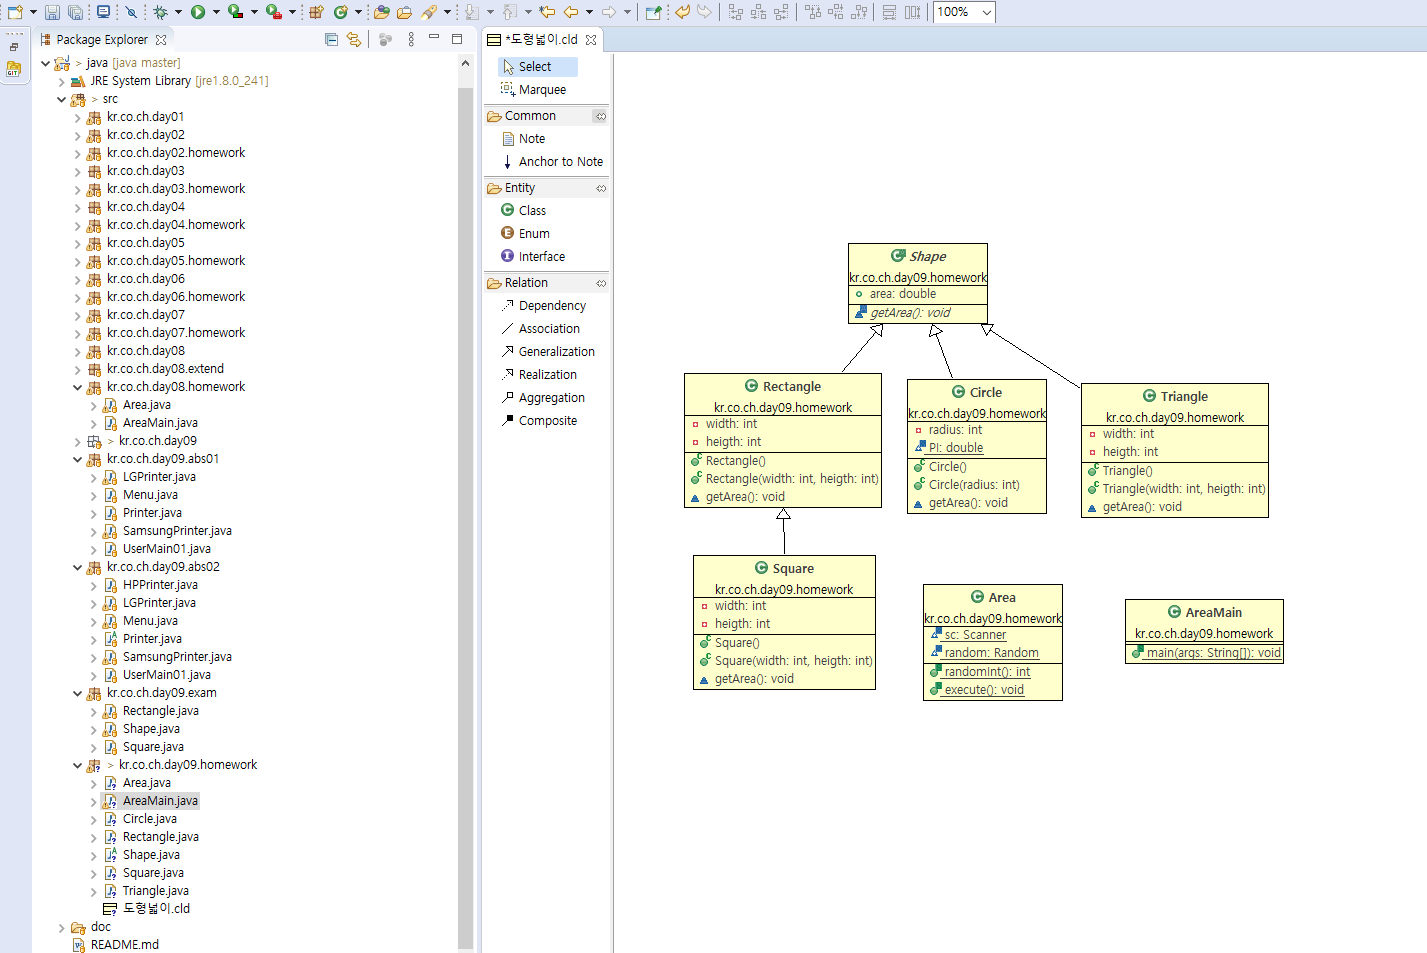 100%
Package Explorer
*도형넓이.cld
> java [java master]
JRE System Library [jre1.8.0_241]
> src
kr.co.ch.day01
kr.co.ch.day02
kr.co.ch.day02.homework
kr.co.ch.day03
kr.co.ch.day03.homework
kr.co.ch.day04
kr.co.ch.day04.homework
kr.co.ch.day05
kr.co.ch.day05.homework
kr.co.ch.day06
kr.co.ch.day06.homework
kr.co.ch.day07
kr.co.ch.day07.homework
kr.co.ch.day08
kr.co.ch.day08.extend
kr.co.ch.day08.homework
Area.java
AreaMain.java
> kr.co.ch.day09
kr.co.ch.day09.abs01
LGPrinter.java
Menu.java
Printer.java
SamsungPrinter.java
UserMain01.java
kr.co.ch.day09.abs02
HPPrinter.java
LGPrinter.java
Menu.java
Printer.java
SamsungPrinter.java
UserMain01.java
kr.co.ch.day09.exam
Rectangle.java
Shape.java
Square.java
> kr.co.ch.day09.homework
Area.java
AreaMain.java
Circle.java
Rectangle.java
Shape.java
Square.java
Triangle.java
도형넓이.cld
doc
README.md
GIT
Select
Marquee
Common
Note
Anchor to Note
Entity
Class
Enum
Interface
Relation
Dependency
Association
Generalization
Realization
Aggregation
Composite
Shape
kr.co.ch.day09.homework
area: double
getArea(): void
Rectangle
kr.co.ch.day09.homework
width: int
heigth: int
Rectangle()
Rectangle(width: int, heigth: int)
getArea(): void
Circle
kr.co.ch.day09.homework
radius: int
PI: double
Circle()
Circle(radius: int)
getArea(): void
Triangle
kr.co.ch.day09.homework
width: int
heigth: int
Triangle()
Triangle(width: int, heigth: int)
getArea(): void
Square
kr.co.ch.day09.homework
width: int
heigth: int
Square()
Square(width: int, heigth: int)
getArea(): void
Area
kr.co.ch.day09.homework
sc: Scanner
random: Random
randomInt(): int
execute(): void
AreaMain
kr.co.ch.day09.homework
main(args: String[]): void